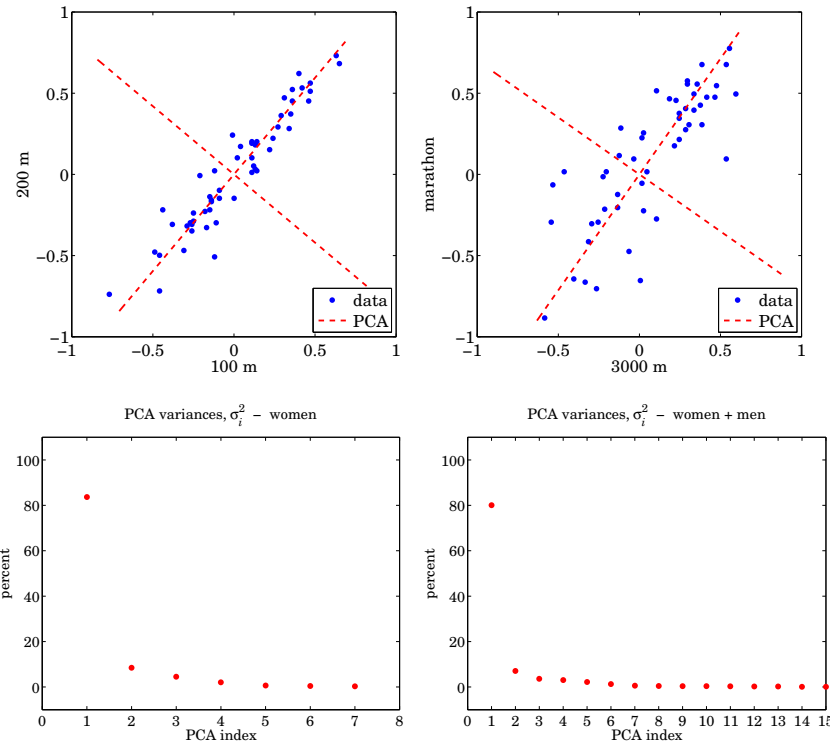 1
0.5
0
−0.5
−1
−1 −0.5 0 0.5 1
200 m
100 m
data
PCA
1
0.5
0
−0.5
−1
−1 −0.5 0 0.5 1
marathon
3000 m
data
PCA
PCA variances, σ_i^2 − women
100
80
60
40
20
0
0 1 2 3 4 5 6 7 8
percent
PCA index
PCA variances, σ_i^2 − women + men
100
80
60
40
20
0
0 1 2 3 4 5 6 7 8 9 10 11 12 13 14 15
percent
PCA index